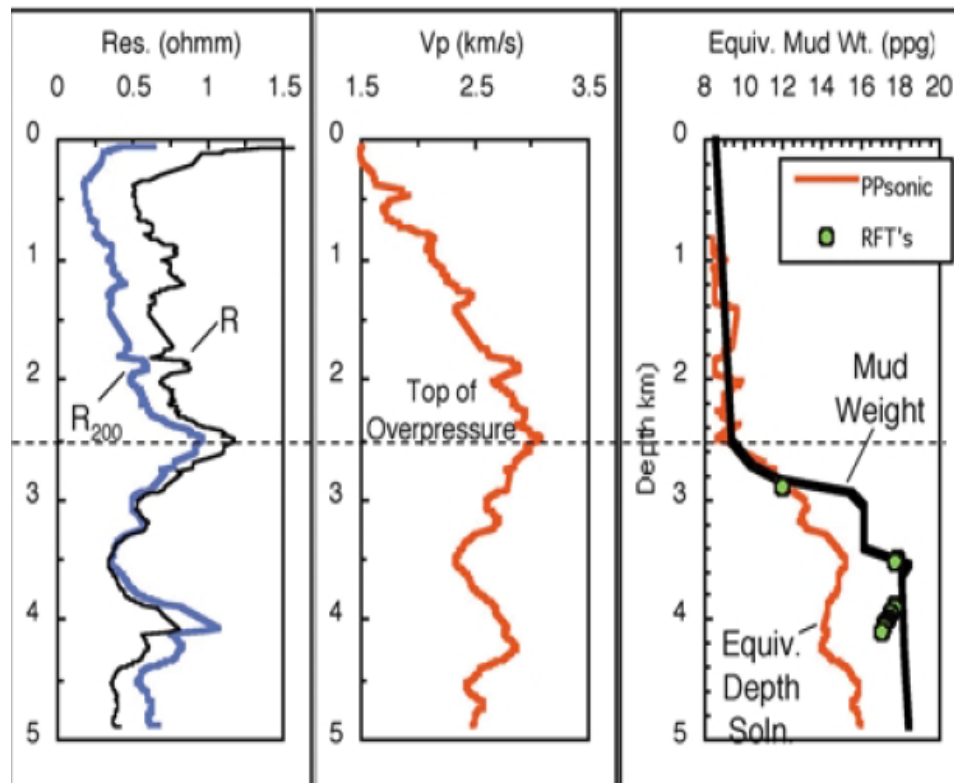 Res. (ohmm)
0 0.5 1 1.5
0
1
2
3
4
5
R
R200
Vp (km/s)
1.5 2.5 3.5
0
1
2
3
4
5
Top of
Overpressure
Equiv. Mud Wt. (ppg)
8 10 12 14 16 18 20
0
1
2
3
4
5
Depth km)
PPsonic
RFT's
Mud
Weight
Equiv.
Depth
Soln.